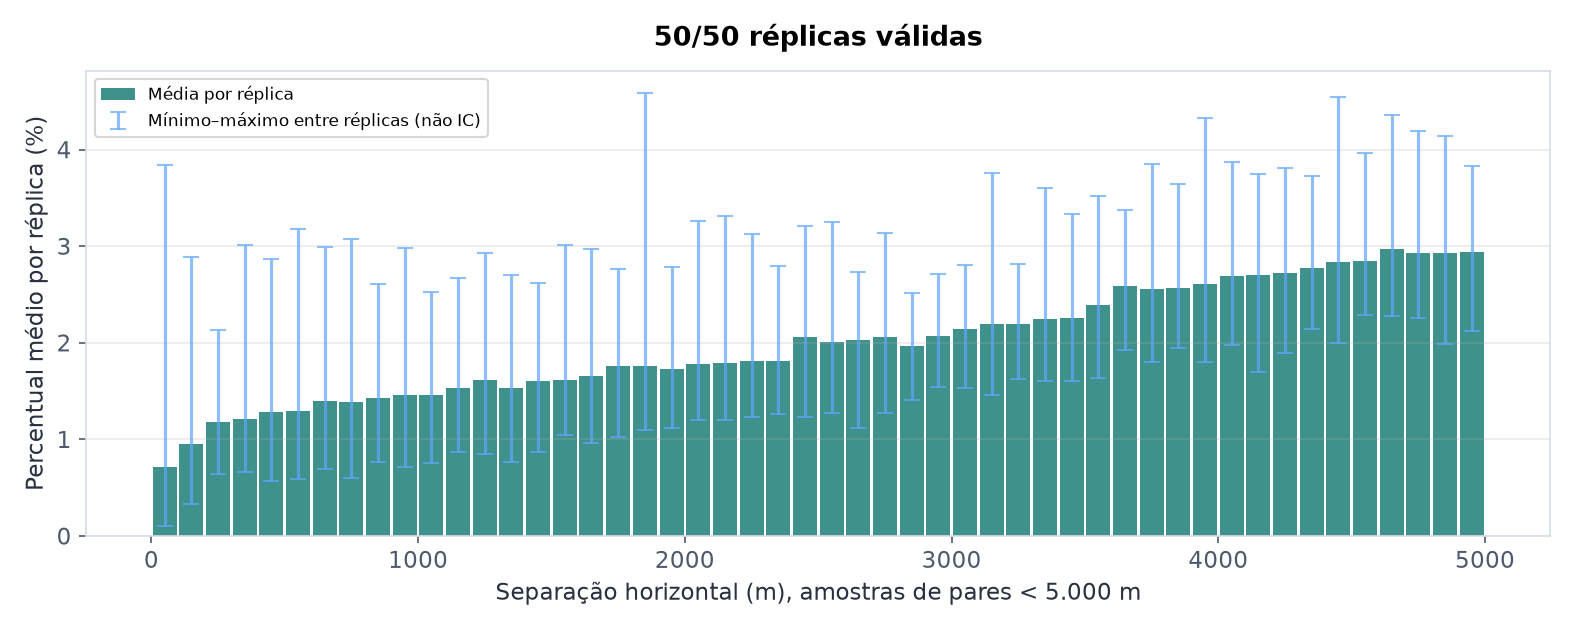 50/50 réplicas válidas
Média por réplica
Mínimo–máximo entre réplicas (não IC)
Percentual médio por réplica (%)
4
3
2
1
0
0 1000 2000 3000 4000 5000
Separação horizontal (m), amostras de pares < 5.000 m